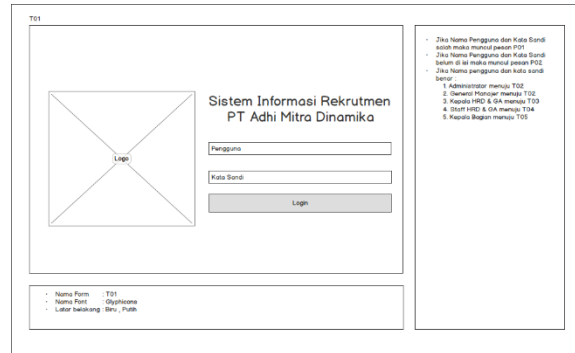 T01
Logo
Sistem Informasi Rekrutmen
PT Adhi Mitra Dinamika
Pengguna
Kata Sandi
Login
- Jika Nama Pengguna dan Kata Sandi
salah maka muncul pesan P01
- Jika Nama Pengguna dan Kata Sandi
belum di isi maka muncul pesan P02
- Jika Nama pengguna dan kata sandi
benar :
1. Administrator menuju T02
2. General Manajer menuju T02
3. Kepala HRD & GA menuju T03
4. Staff HRD & GA menuju T04
5. Kepala Bagian menuju T05
- Nama Form : T01
- Nama Font : Glyphicons
- Latar belakang : Biru , Putih